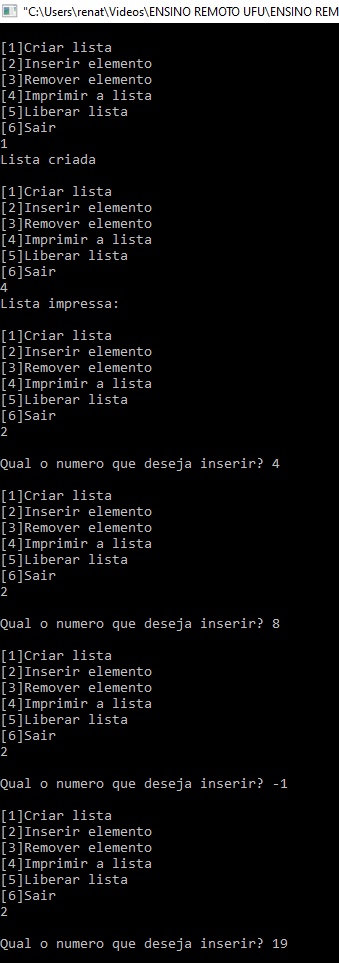 "C:\Users\renat\Videos\ENSINO REMOTO UFU\ENSINO REM
[1]Criar lista
[2]Inserir elemento
[3]Remover elemento
[4]Imprimir a lista
[5]Liberar lista
[6]Sair
1
Lista criada
[1]Criar lista
[2]Inserir elemento
[3]Remover elemento
[4]Imprimir a lista
[5]Liberar lista
[6]Sair
4
Lista impressa:
[1]Criar lista
[2]Inserir elemento
[3]Remover elemento
[4]Imprimir a lista
[5]Liberar lista
[6]Sair
2
Qual o numero que deseja inserir? 4
[1]Criar lista
[2]Inserir elemento
[3]Remover elemento
[4]Imprimir a lista
[5]Liberar lista
[6]Sair
2
Qual o numero que deseja inserir? 8
[1]Criar lista
[2]Inserir elemento
[3]Remover elemento
[4]Imprimir a lista
[5]Liberar lista
[6]Sair
2
Qual o numero que deseja inserir? -1
[1]Criar lista
[2]Inserir elemento
[3]Remover elemento
[4]Imprimir a lista
[5]Liberar lista
[6]Sair
2
Qual o numero que deseja inserir? 19